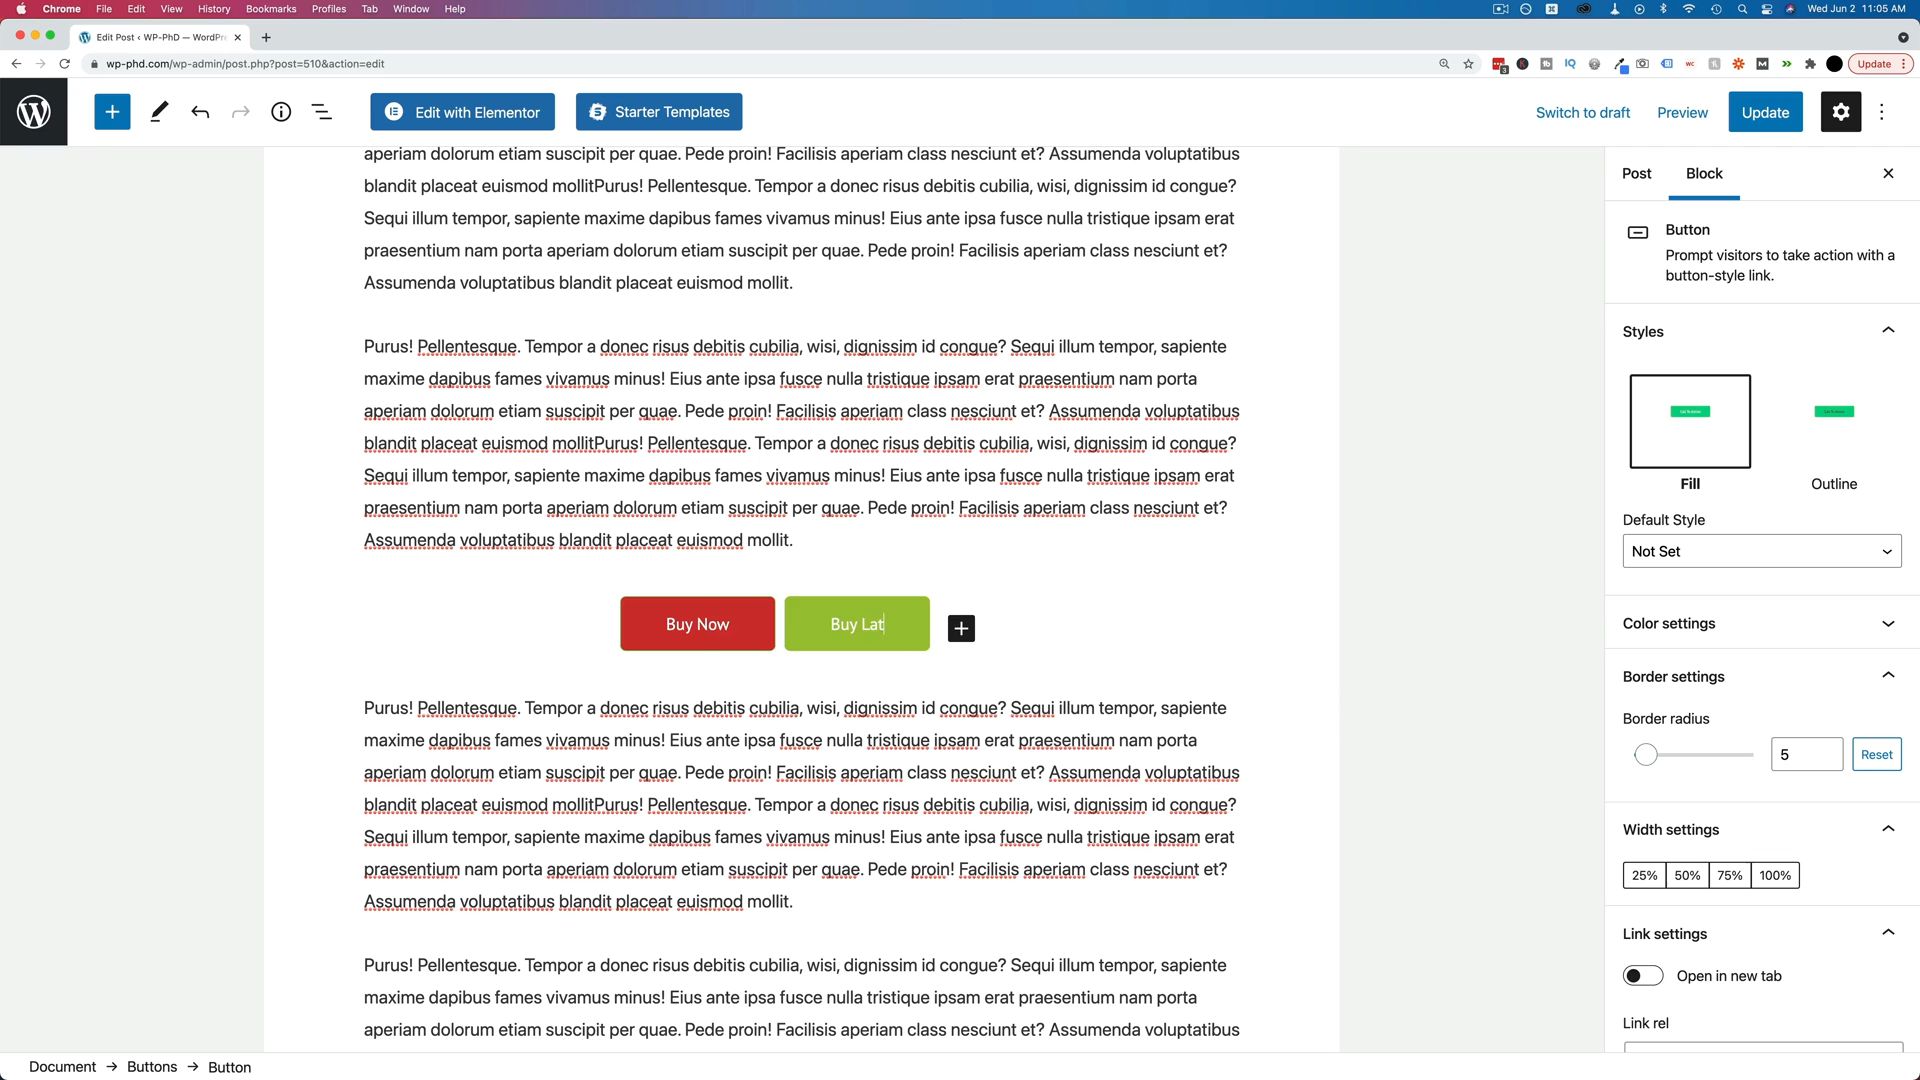 Chrome File Edit View History Bookmarks Profiles Tab Window Help Wed Jun 2 11:05 AM
Edit Post ‹ WP-PhD — WordPr
wp-phd.com/wp-admin/post.php?post=510&action=edit
Update
Edit with Elementor
Starter Templates
Switch to draft
Preview
Update
aperiam dolorum etiam suscipit per quae. Pede proin! Facilisis aperiam class nesciunt et? Assumenda voluptatibus
blandit placeat euismod mollitPurus! Pellentesque. Tempor a donec risus debitis cubilia, wisi, dignissim id congue?
Sequi illum tempor, sapiente maxime dapibus fames vivamus minus! Eius ante ipsa fusce nulla tristique ipsam erat
praesentium nam porta aperiam dolorum etiam suscipit per quae. Pede proin! Facilisis aperiam class nesciunt et?
Assumenda voluptatibus blandit placeat euismod mollit.
Purus! Pellentesque. Tempor a donec risus debitis cubilia, wisi, dignissim id congue? Sequi illum tempor, sapiente
maxime dapibus fames vivamus minus! Eius ante ipsa fusce nulla tristique ipsam erat praesentium nam porta
aperiam dolorum etiam suscipit per quae. Pede proin! Facilisis aperiam class nesciunt et? Assumenda voluptatibus
blandit placeat euismod mollitPurus! Pellentesque. Tempor a donec risus debitis cubilia, wisi, dignissim id congue?
Sequi illum tempor, sapiente maxime dapibus fames vivamus minus! Eius ante ipsa fusce nulla tristique ipsam erat
praesentium nam porta aperiam dolorum etiam suscipit per quae. Pede proin! Facilisis aperiam class nesciunt et?
Assumenda voluptatibus blandit placeat euismod mollit.
Buy Now
Buy Lat
Purus! Pellentesque. Tempor a donec risus debitis cubilia, wisi, dignissim id congue? Sequi illum tempor, sapiente
maxime dapibus fames vivamus minus! Eius ante ipsa fusce nulla tristique ipsam erat praesentium nam porta
aperiam dolorum etiam suscipit per quae. Pede proin! Facilisis aperiam class nesciunt et? Assumenda voluptatibus
blandit placeat euismod mollitPurus! Pellentesque. Tempor a donec risus debitis cubilia, wisi, dignissim id congue?
Sequi illum tempor, sapiente maxime dapibus fames vivamus minus! Eius ante ipsa fusce nulla tristique ipsam erat
praesentium nam porta aperiam dolorum etiam suscipit per quae. Pede proin! Facilisis aperiam class nesciunt et?
Assumenda voluptatibus blandit placeat euismod mollit.
Purus! Pellentesque. Tempor a donec risus debitis cubilia, wisi, dignissim id congue? Sequi illum tempor, sapiente
maxime dapibus fames vivamus minus! Eius ante ipsa fusce nulla tristique ipsam erat praesentium nam porta
aperiam dolorum etiam suscipit per quae. Pede proin! Facilisis aperiam class nesciunt et? Assumenda voluptatibus
Post
Block
Button
Prompt visitors to take action with a
button-style link.
Styles
Fill
Outline
Default Style
Not Set
Color settings
Border settings
Border radius
5
Reset
Width settings
25% 50% 75% 100%
Link settings
Open in new tab
Link rel
Document → Buttons → Button